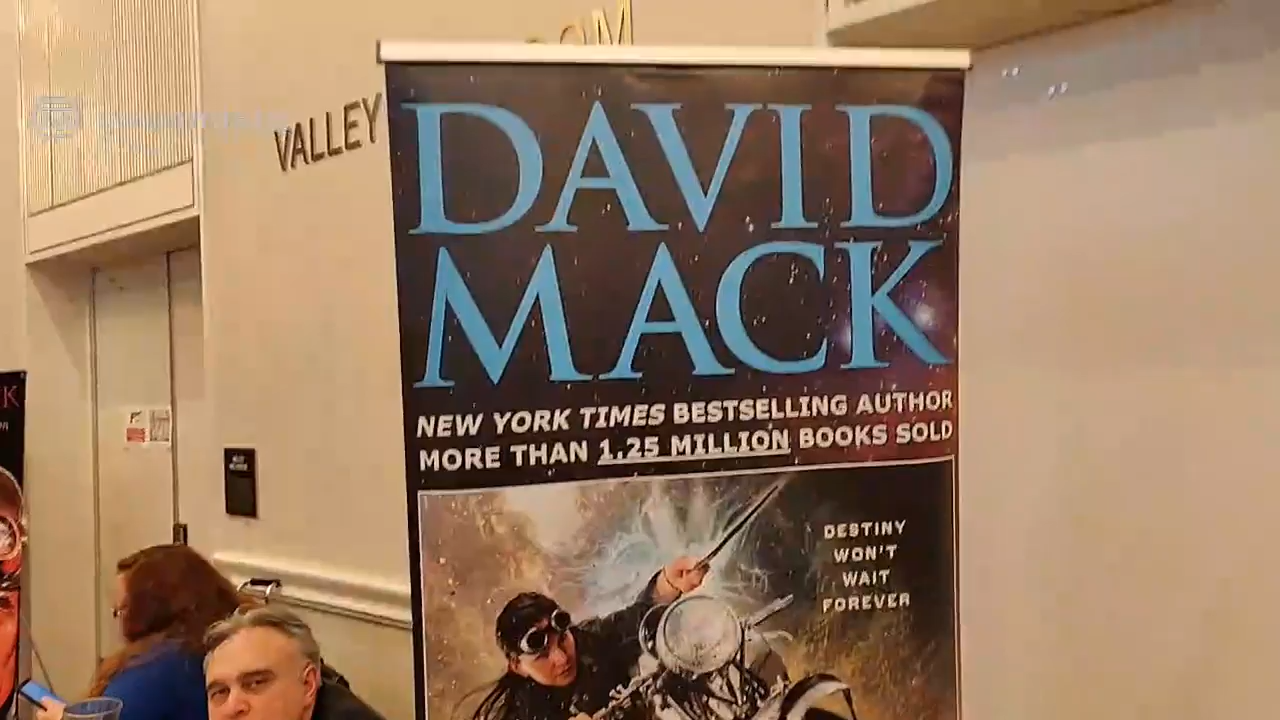 VALLEY
DAVID
MACK
NEW YORK TIMES BESTSELLING AUTHOR
MORE THAN 1.25 MILLION BOOKS SOLD
DESTINY
WON'T
WAIT
FOREVER